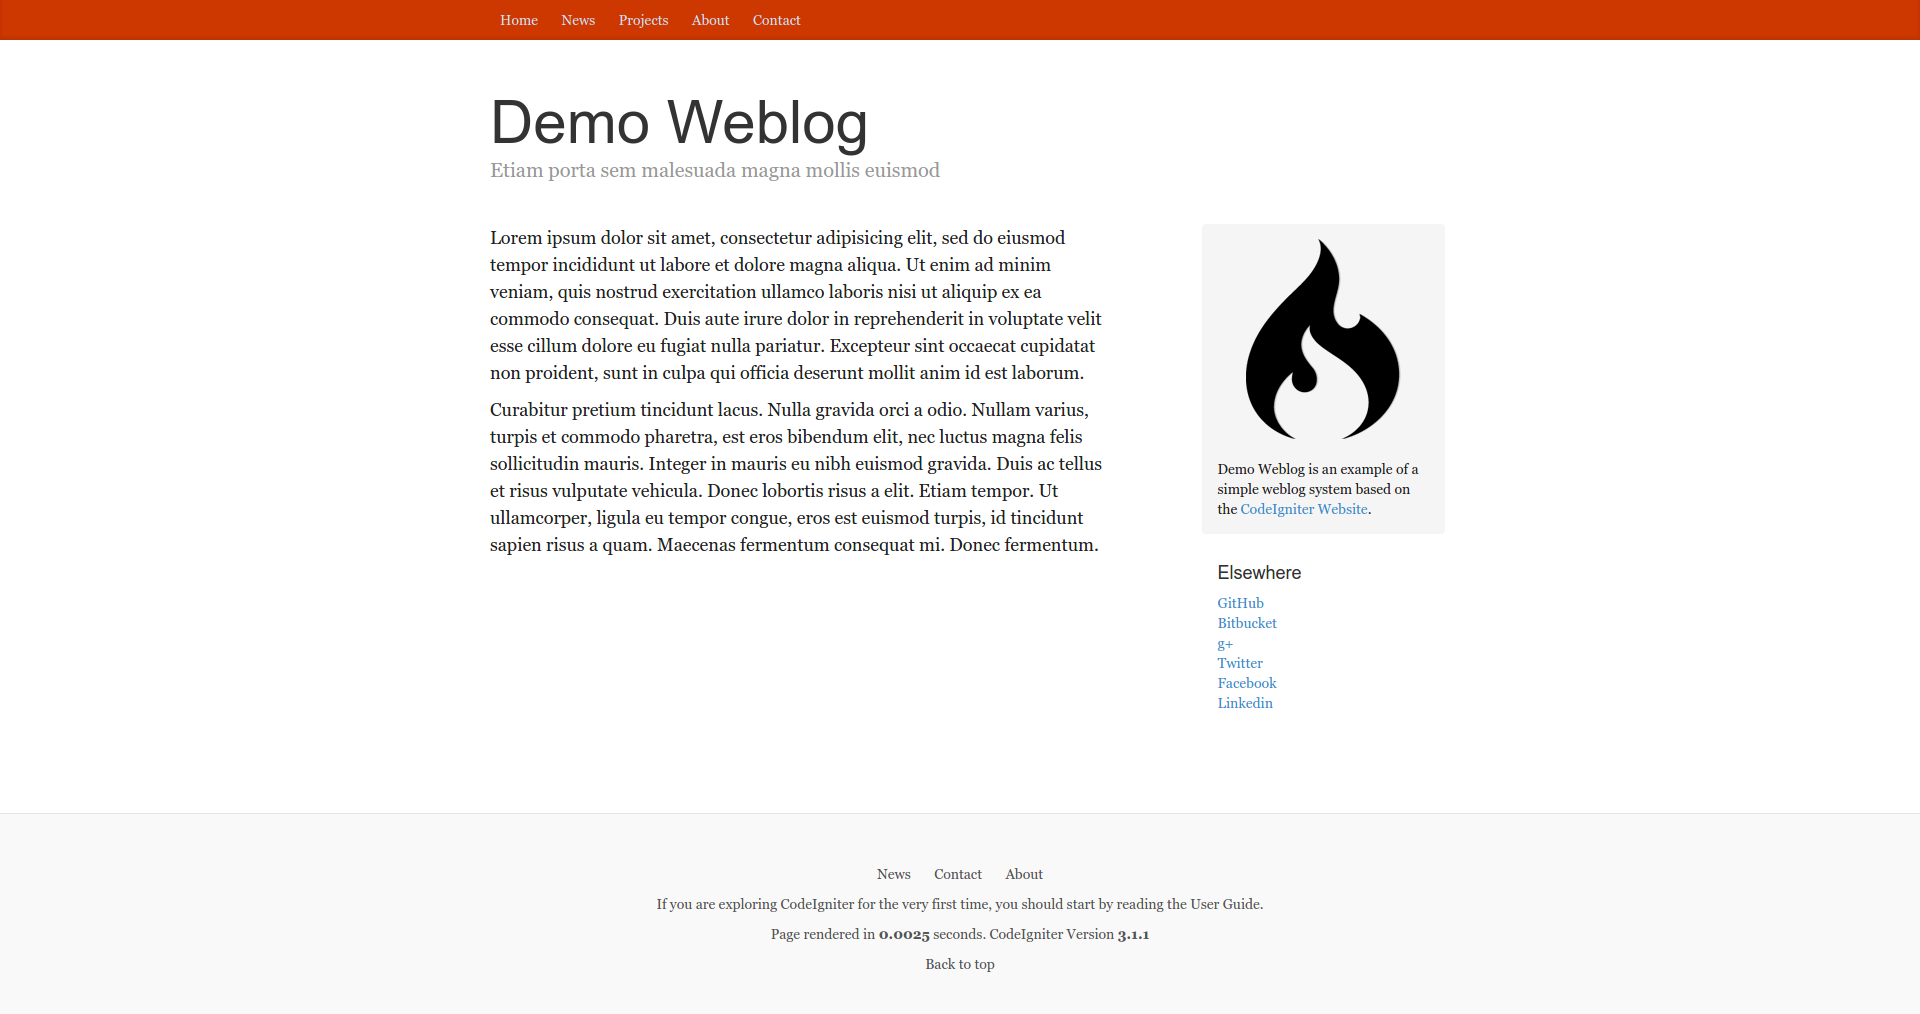 Home News Projects About Contact
Demo Weblog
Etiam porta sem malesuada magna mollis euismod
Lorem ipsum dolor sit amet, consectetur adipisicing elit, sed do eiusmod
tempor incididunt ut labore et dolore magna aliqua. Ut enim ad minim
veniam, quis nostrud exercitation ullamco laboris nisi ut aliquip ex ea
commodo consequat. Duis aute irure dolor in reprehenderit in voluptate velit
esse cillum dolore eu fugiat nulla pariatur. Excepteur sint occaecat cupidatat
non proident, sunt in culpa qui officia deserunt mollit anim id est laborum.
Curabitur pretium tincidunt lacus. Nulla gravida orci a odio. Nullam varius,
turpis et commodo pharetra, est eros bibendum elit, nec luctus magna felis
sollicitudin mauris. Integer in mauris eu nibh euismod gravida. Duis ac tellus
et risus vulputate vehicula. Donec lobortis risus a elit. Etiam tempor. Ut
ullamcorper, ligula eu tempor congue, eros est euismod turpis, id tincidunt
sapien risus a quam. Maecenas fermentum consequat mi. Donec fermentum.
Demo Weblog is an example of a
simple weblog system based on
the CodeIgniter Website.
Elsewhere
GitHub
Bitbucket
g+
Twitter
Facebook
Linkedin
News Contact About
If you are exploring CodeIgniter for the very first time, you should start by reading the User Guide.
Page rendered in 0.0025 seconds. CodeIgniter Version 3.1.1
Back to top